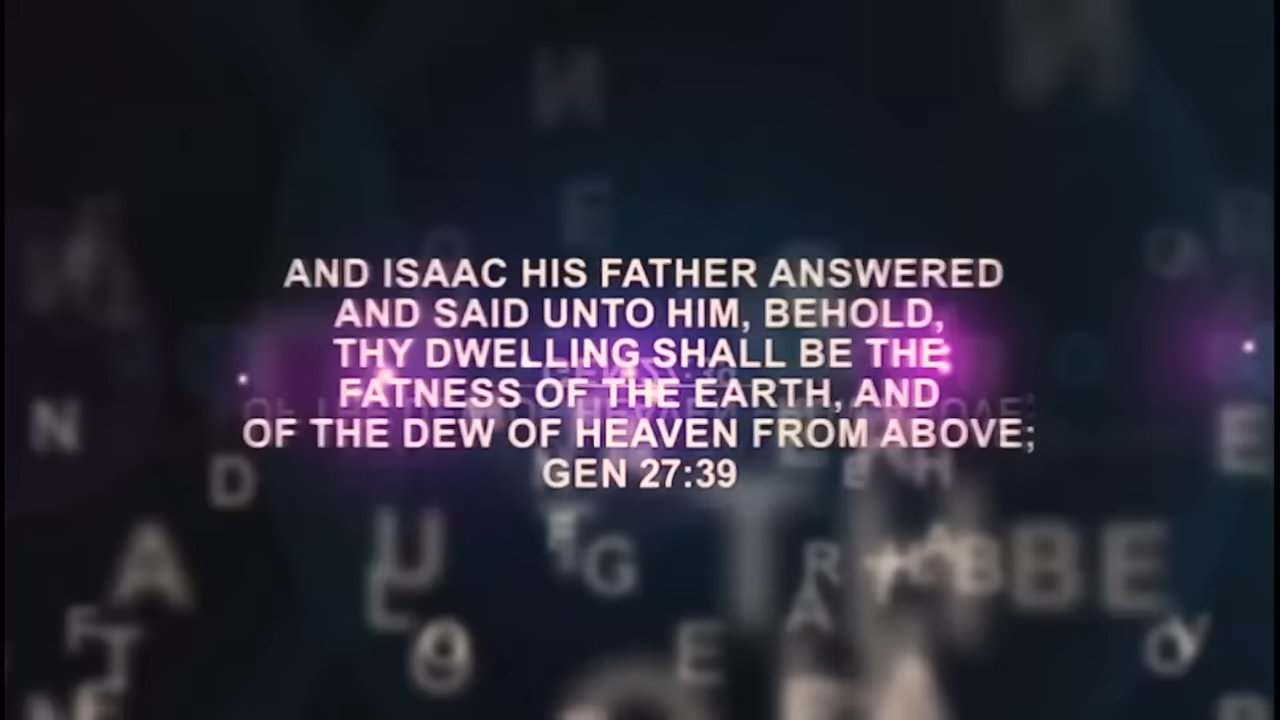 AND ISAAC HIS FATHER ANSWERED
AND SAID UNTO HIM, BEHOLD,
THY DWELLING SHALL BE THE
FATNESS OF THE EARTH, AND
OF THE DEW OF HEAVEN FROM ABOVE;
GEN 27:39